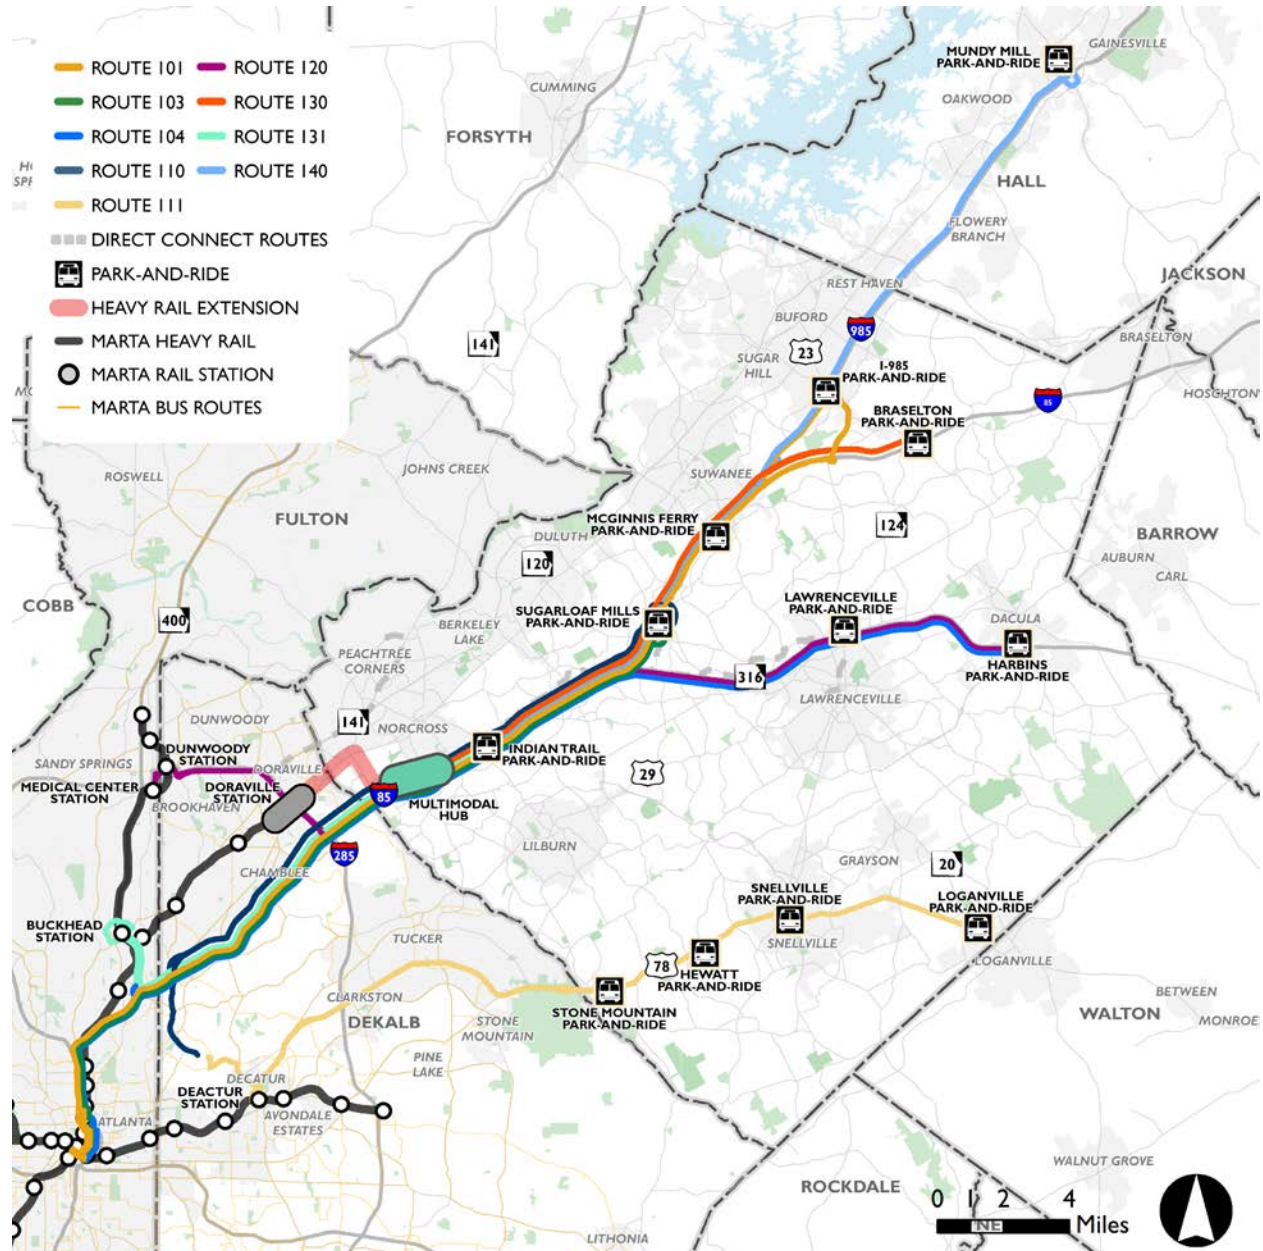 ROUTE 101
ROUTE 120
ROUTE 103
ROUTE 130
ROUTE 104
ROUTE 131
ROUTE 110
ROUTE 140
ROUTE 111
DIRECT CONNECT ROUTES
PARK-AND-RIDE
HEAVY RAIL EXTENSION
MARTA HEAVY RAIL
MARTA RAIL STATION
MARTA BUS ROUTES
MUNDY MILL
PARK-AND-RIDE
GAINESVILLE
CUMMING
OAKWOOD
FORSYTH
HALL
FLOWERY
BRANCH
JACKSON
REST HAVEN
BUFORD
985
141
23
SUGAR
HILL
BRASELTON
I-985
PARK-AND-RIDE
85
HOSCHTON
BRASELTON
PARK-AND-RIDE
JOHNS CREEK
ROSWELL
SUWANEE
FULTON
MCGINNIS FERRY
PARK-AND-RIDE
124
DULUTH
BARROW
120
AUBURN
CARL
COBB
400
SUGARLOAF MILLS
PARK-AND-RIDE
LAWRENCEVILLE
PARK-AND-RIDE
BERKELEY
LAKE
DACULA
PEACHTREE
CORNERS
HARBINS
PARK-AND-RIDE
316
LAWRENCEVILLE
DUNWOODY
141
NORCROSS
SANDY SPRINGS
DUNWOODY
STATION
INDIAN TRAIL
PARK-AND-RIDE
DORAVILLE
29
MEDICAL CENTER
STATION
DORAVILLE
STATION
BROOKHAVEN
85
MULTIMODAL
HUB
285
LILBURN
CHAMBLEE
GRAYSON
20
SNELLVILLE
PARK-AND-RIDE
LOGANVILLE
PARK-AND-RIDE
BUCKHEAD
STATION
TUCKER
SNELLVILLE
78
HEWATT
PARK-AND-RIDE
LOGANVILLE
CLARKSTON
STONE MOUNTAIN
PARK-AND-RIDE
BETWEEN
DEKALB
STONE
MOUNTAIN
WALTON
MONROE
PINE
LAKE
DECATUR
DEACTUR
STATION
ATLANTA
AVONDALE
ESTATES
WALNUT GROVE
ROCKDALE
0 1 2 4
Miles
NE
LITHONIA